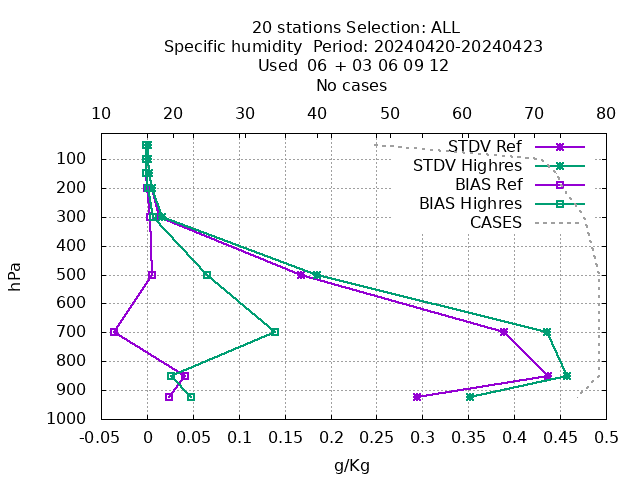 20 stations Selection: ALL
Specific humidity  Period: 20240420-20240423
Used  06 + 03 06 09 12
No cases
10 20 30 40 50 60 70 80
STDV Ref
STDV Highres
BIAS Ref
BIAS Highres
CASES
100
200
300
400
500
600
700
800
900
1000
hPa
-0.05 0 0.05 0.1 0.15 0.2 0.25 0.3 0.35 0.4 0.45 0.5
g/Kg